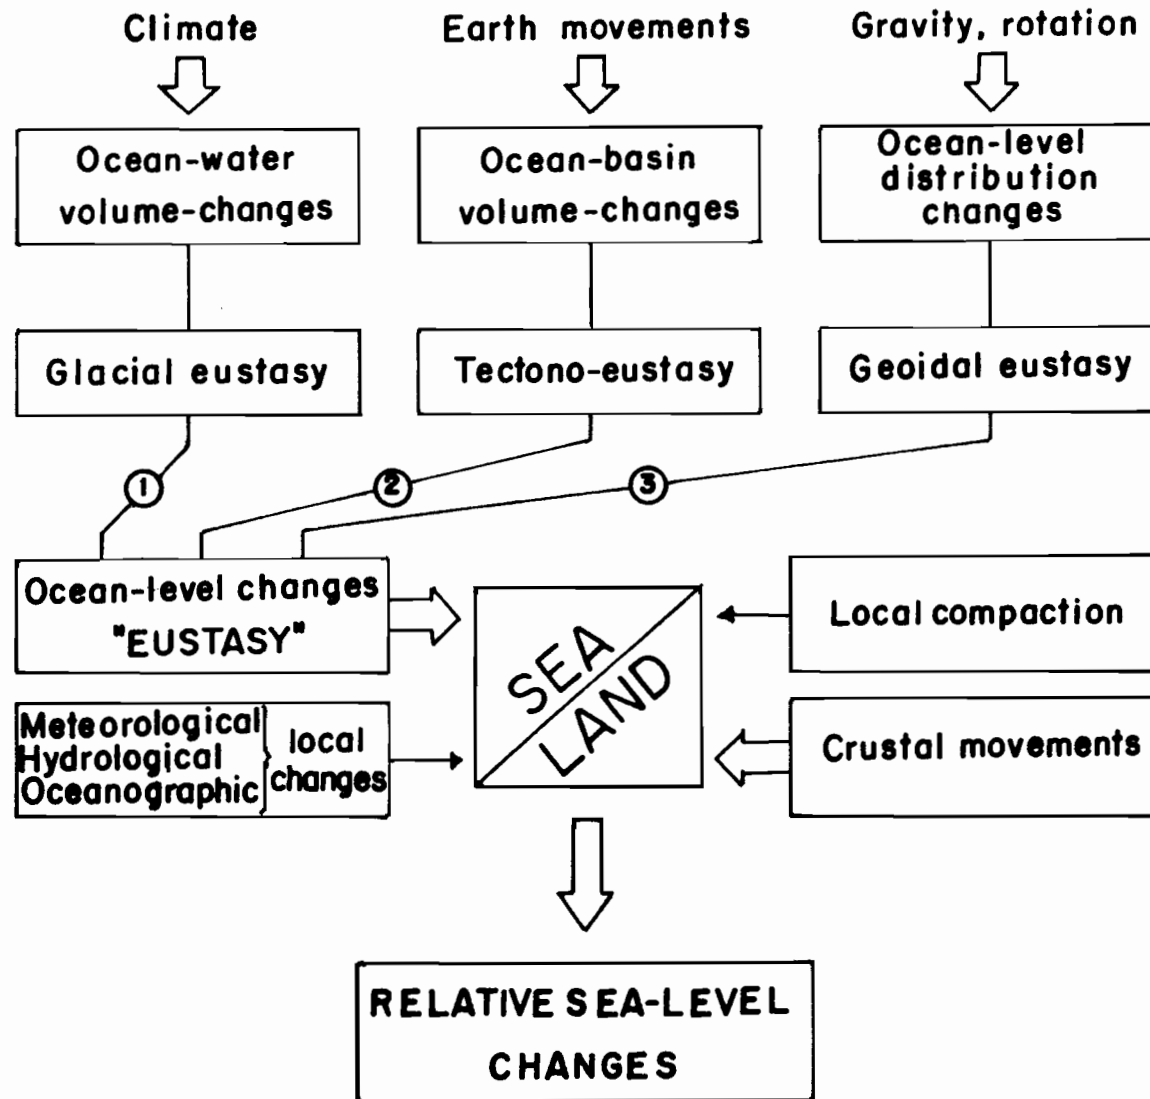 Climate
Earth movements
Gravity, rotation
Ocean-water
volume-changes
Ocean-basin
volume-changes
Ocean-level
distribution
changes
Glacial eustasy
Tectono-eustasy
Geoidal eustasy
1
2
3
Ocean-level changes
"EUSTASY"
Meteorological
Hydrological
Oceanographic
local
changes
SEA
LAND
Local compaction
Crustal movements
RELATIVE SEA-LEVEL
CHANGES